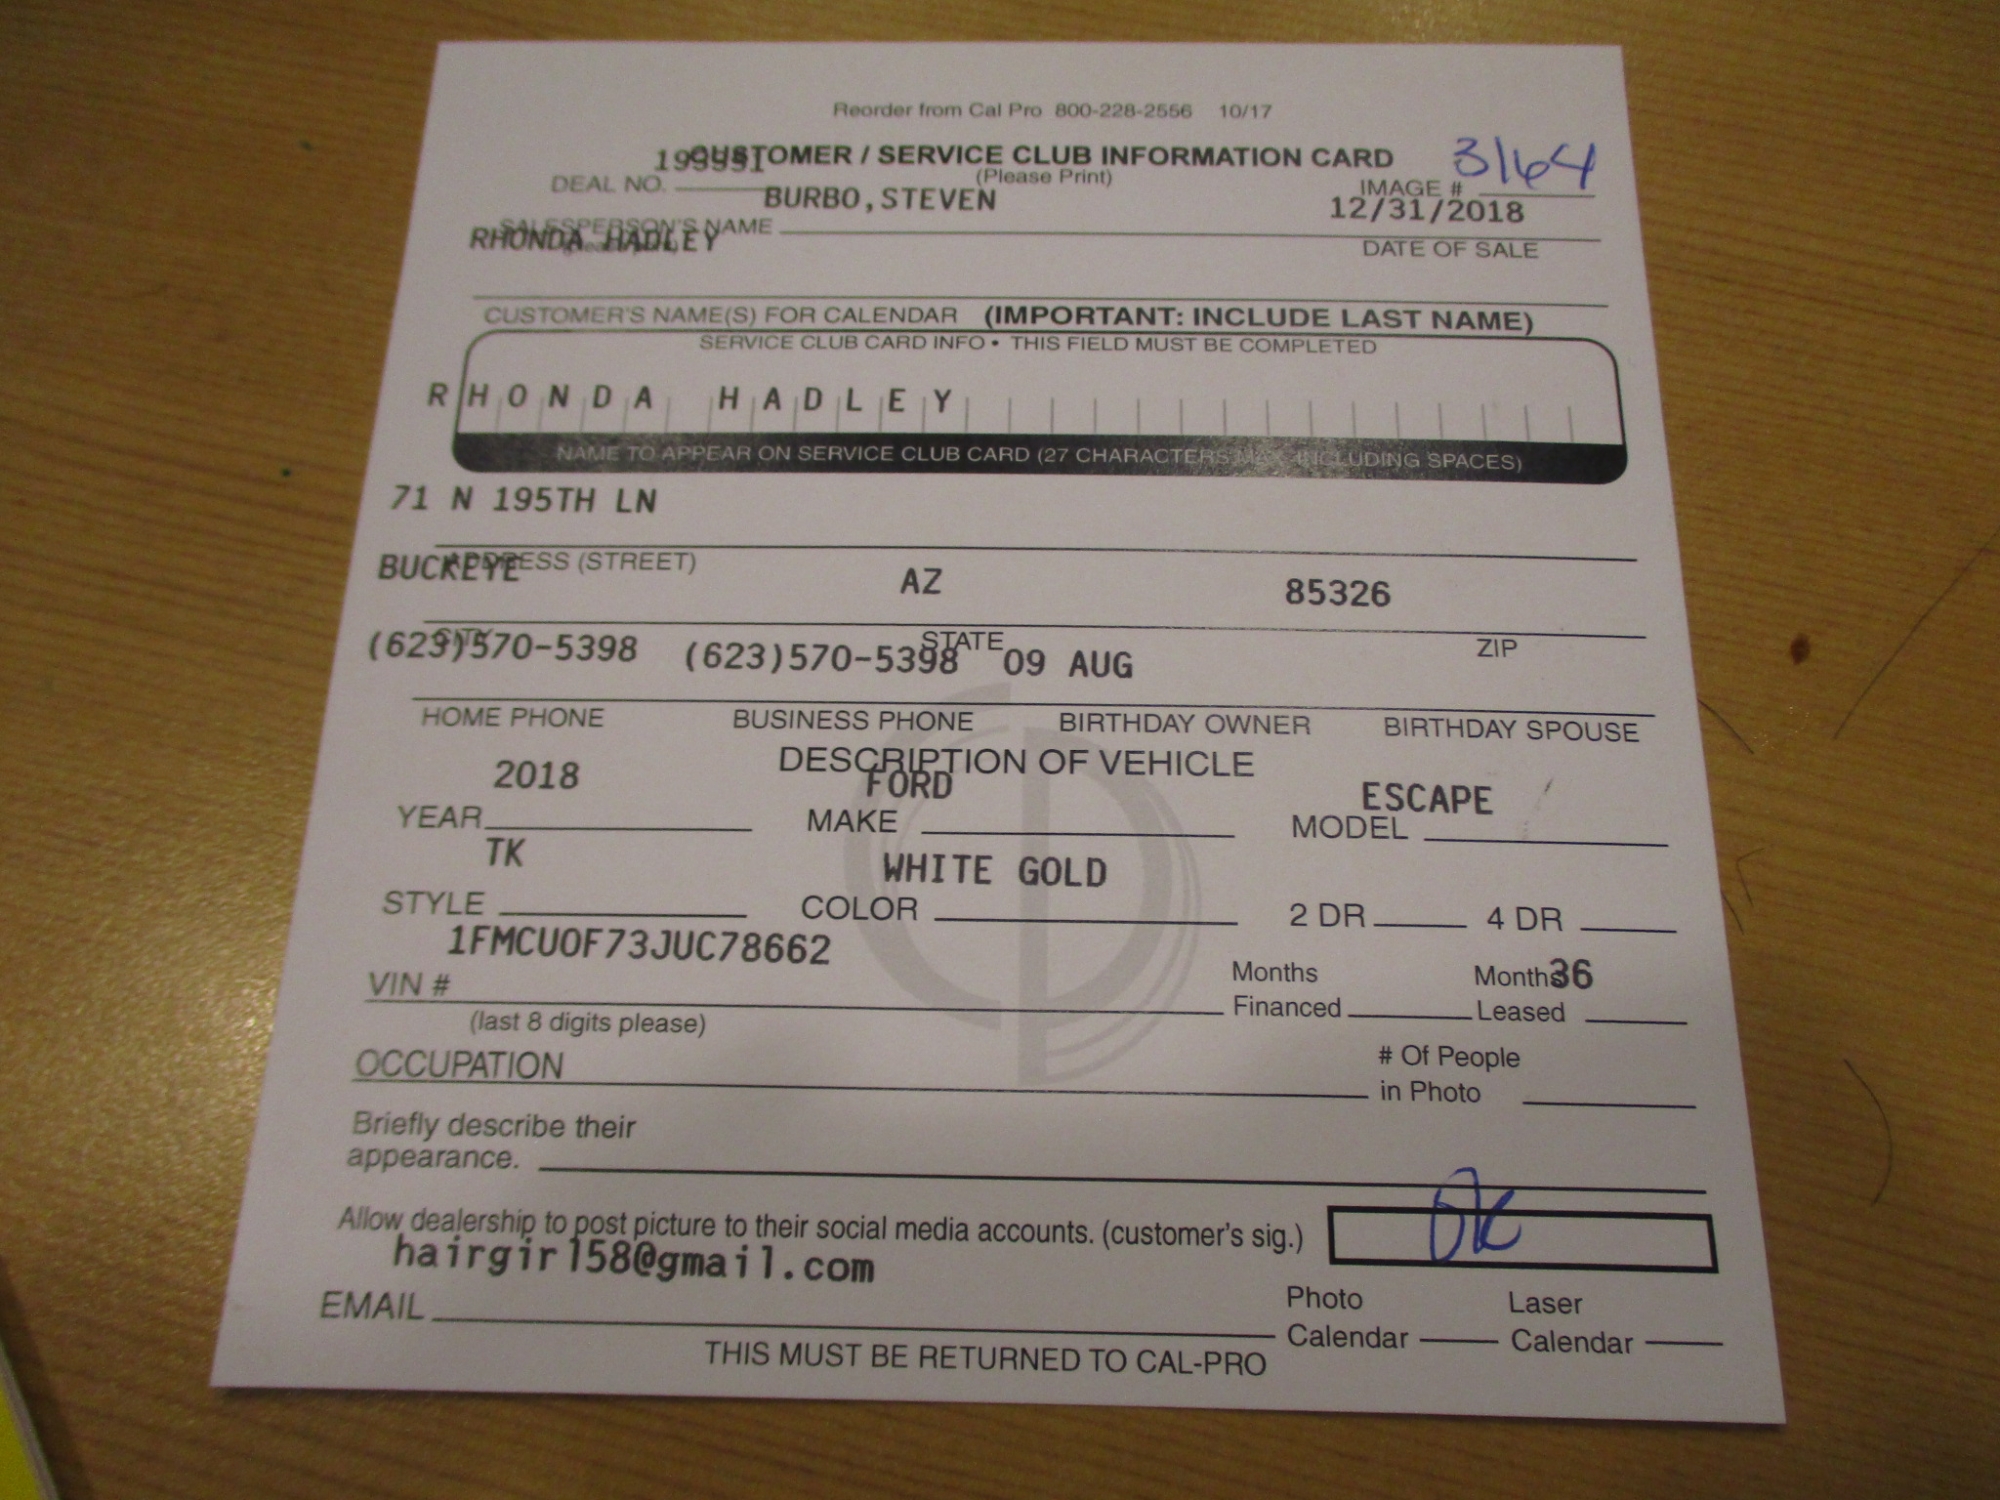 Reorder from Cal Pro 800-228-2556 10/17
CUSTOMER / SERVICE CLUB INFORMATION CARD
(Please Print)
DEAL NO. IMAGE # 3164
BURBO, STEVEN 12/31/2018
SALESPERSON'S NAME
RHONDA HADLEY DATE OF SALE
CUSTOMER'S NAME(S) FOR CALENDAR (IMPORTANT: INCLUDE LAST NAME)
SERVICE CLUB CARD INFO • THIS FIELD MUST BE COMPLETED
RHONDA HADLEY
NAME TO APPEAR ON SERVICE CLUB CARD (27 CHARACTERS MAX. INCLUDING SPACES)
71 N 195TH LN
ADDRESS (STREET)
BUCKEYE AZ 85326
CITY STATE ZIP
(623)570-5398 (623)570-5398 09 AUG
HOME PHONE BUSINESS PHONE BIRTHDAY OWNER BIRTHDAY SPOUSE
DESCRIPTION OF VEHICLE
2018 FORD ESCAPE
YEAR MAKE MODEL
TK WHITE GOLD
STYLE COLOR 2 DR 4 DR
1FMCU0F73JUC78662
VIN # Months Financed Months Leased 36
(last 8 digits please)
OCCUPATION # Of People in Photo
Briefly describe their
appearance.
Allow dealership to post picture to their social media accounts. (customer's sig.) OK
hairgirl58@gmail.com
EMAIL Photo Calendar Laser Calendar
THIS MUST BE RETURNED TO CAL-PRO